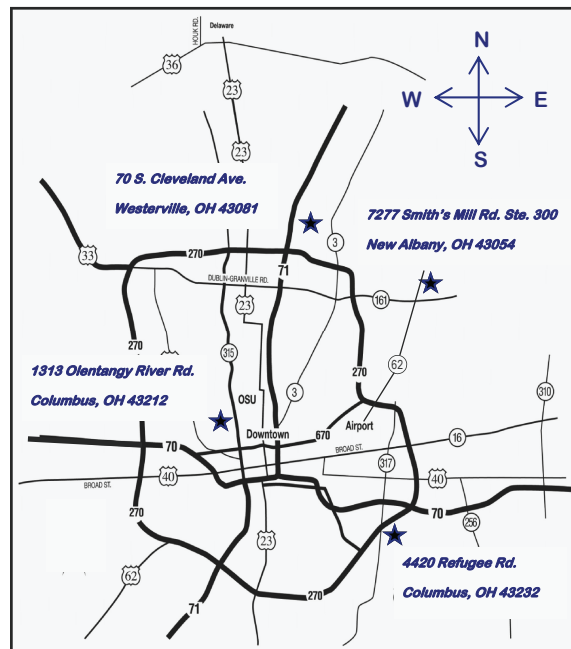 HOUK RD.
Delaware
36
23
N
W E
S
23
70 S. Cleveland Ave.
Westerville, OH 43081
7277 Smith's Mill Rd. Ste. 300
New Albany, OH 43054
3
33
270
71
DUBLIN-GRANVILLE RD.
161
23
270
315
270
62
1313 Olentangy River Rd.
Columbus, OH 43212
OSU
3
310
Airport
Downtown
670
16
70
BROAD ST.
317
40
40
BROAD ST.
270
70
256
23
62
4420 Refugee Rd.
Columbus, OH 43232
270
71